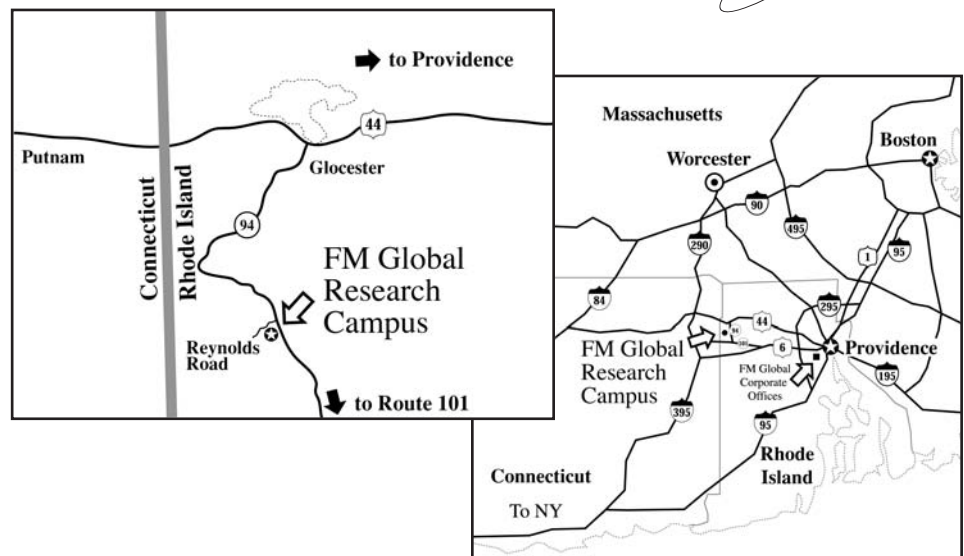 to Providence
44
Putnam
Glocester
Connecticut
Rhode Island
94
FM Global
Research
Campus
Reynolds
Road
to Route 101
Massachusetts
Boston
Worcester
90
495
290
1
95
84
295
44
94
6
Providence
FM Global
Research
Campus
FM Global
Corporate
Offices
195
395
95
Rhode
Island
Connecticut
To NY